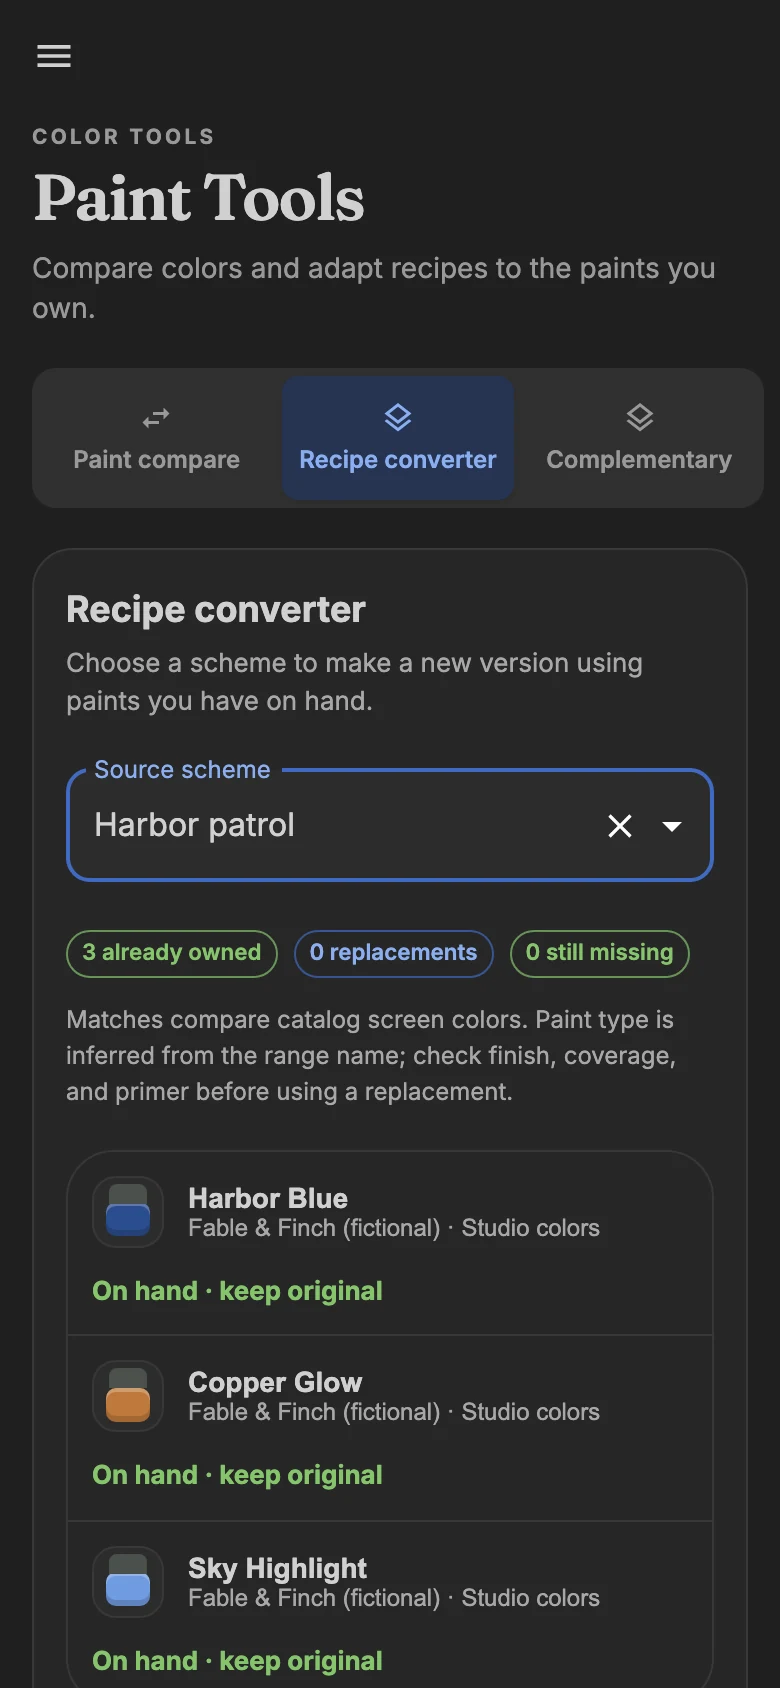 COLOR TOOLS
Paint Tools
Compare colors and adapt recipes to the paints you
own.
Paint compare
Recipe converter
Complementary
Recipe converter
Choose a scheme to make a new version using
paints you have on hand.
Source scheme
Harbor patrol
3 already owned
0 replacements
0 still missing
Matches compare catalog screen colors. Paint type is
inferred from the range name; check finish, coverage,
and primer before using a replacement.
Harbor Blue
Fable & Finch (fictional) · Studio colors
On hand · keep original
Copper Glow
Fable & Finch (fictional) · Studio colors
On hand · keep original
Sky Highlight
Fable & Finch (fictional) · Studio colors
On hand · keep original